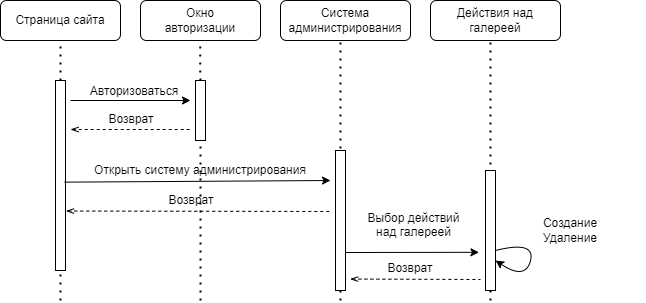 Страница сайта
Окно
авторизации
Система
администрирования
Действия над
галереей
Авторизоваться
Возврат
Открыть систему администрирования
Возврат
Выбор действий
над галереей
Создание
Удаление
Возврат